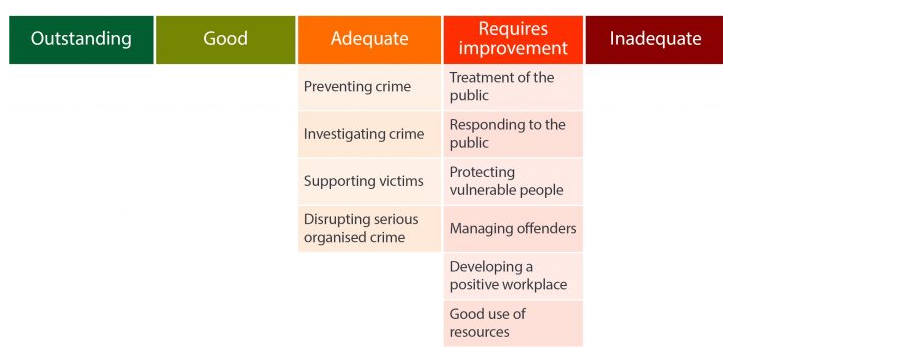 Outstanding
Good
Adequate
Requires
improvement
Inadequate
Preventing crime
Treatment of the
public
Investigating crime
Responding to the
public
Supporting victims
Protecting
vulnerable people
Disrupting serious
organised crime
Managing offenders
Developing a
positive workplace
Good use of
resources